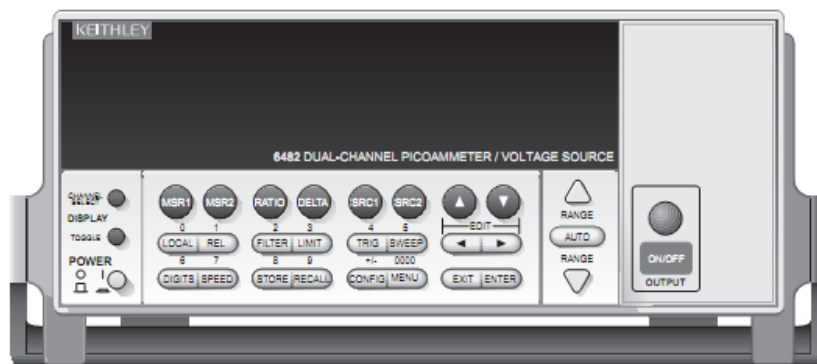 KEITHLEY
6482 DUAL-CHANNEL PICOAMMETER / VOLTAGE SOURCE
CHANNEL
SELECT
DISPLAY
TOGGLE
POWER
O I
MSR1 MSR2 RATIO DELTA SRC1 SRC2
0 1 2 3 4 5
EDIT
LOCAL REL FILTER LIMIT TRIG SWEEP
6 7 8 9 +/- 0000
DIGITS SPEED STORE RECALL CONFIG MENU EXIT ENTER
RANGE
AUTO
RANGE
ON/OFF
OUTPUT